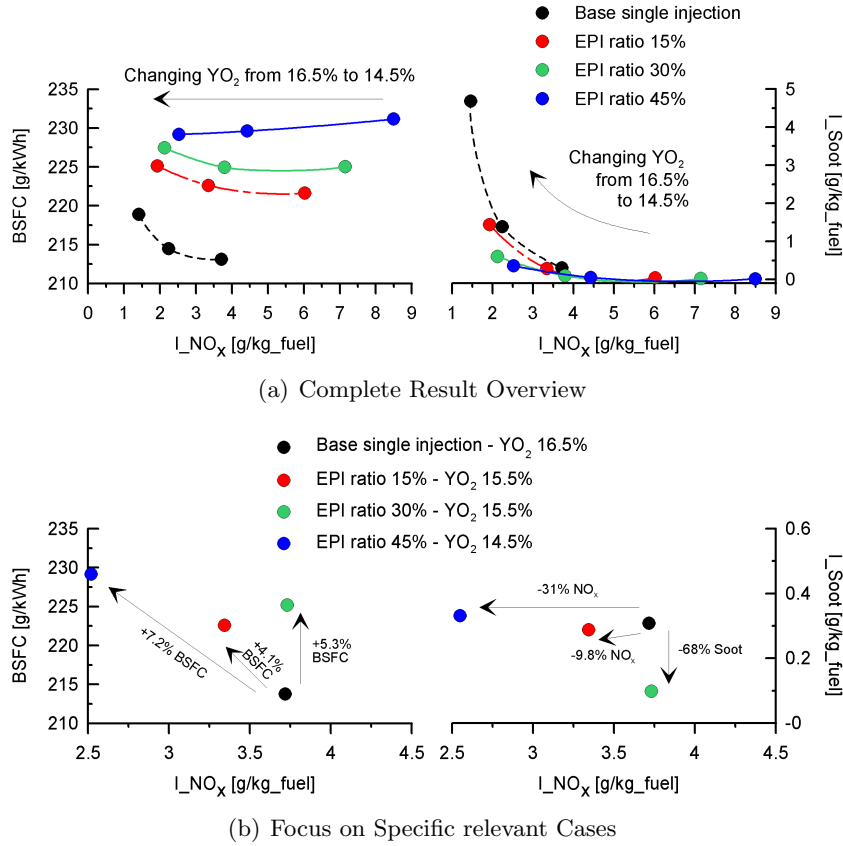 Base single injection
EPI ratio 15%
EPI ratio 30%
EPI ratio 45%
Changing YO2 from 16.5% to 14.5%
235
230
225
220
215
210
BSFC [g/kWh]
0 1 2 3 4 5 6 7 8 9
I_NOX [g/kg_fuel]
Changing YO2
from 16.5%
to 14.5%
5
4
3
2
1
0
I_Soot [g/kg_fuel]
1 2 3 4 5 6 7 8 9
I_NOX [g/kg_fuel]
(a) Complete Result Overview
Base single injection - YO2 16.5%
EPI ratio 15% - YO2 15.5%
EPI ratio 30% - YO2 15.5%
EPI ratio 45% - YO2 14.5%
235
230
225
220
215
210
BSFC [g/kWh]
+7.2% BSFC
+4.1%
BSFC
+5.3%
BSFC
2.5 3 3.5 4 4.5
I_NOX [g/kg_fuel]
-31% NOx
-9.8% NOx
-68% Soot
0.6
0.4
0.2
-0
I_Soot [g/kg_fuel]
2.5 3 3.5 4 4.5
I_NOX [g/kg_fuel]
(b) Focus on Specific relevant Cases